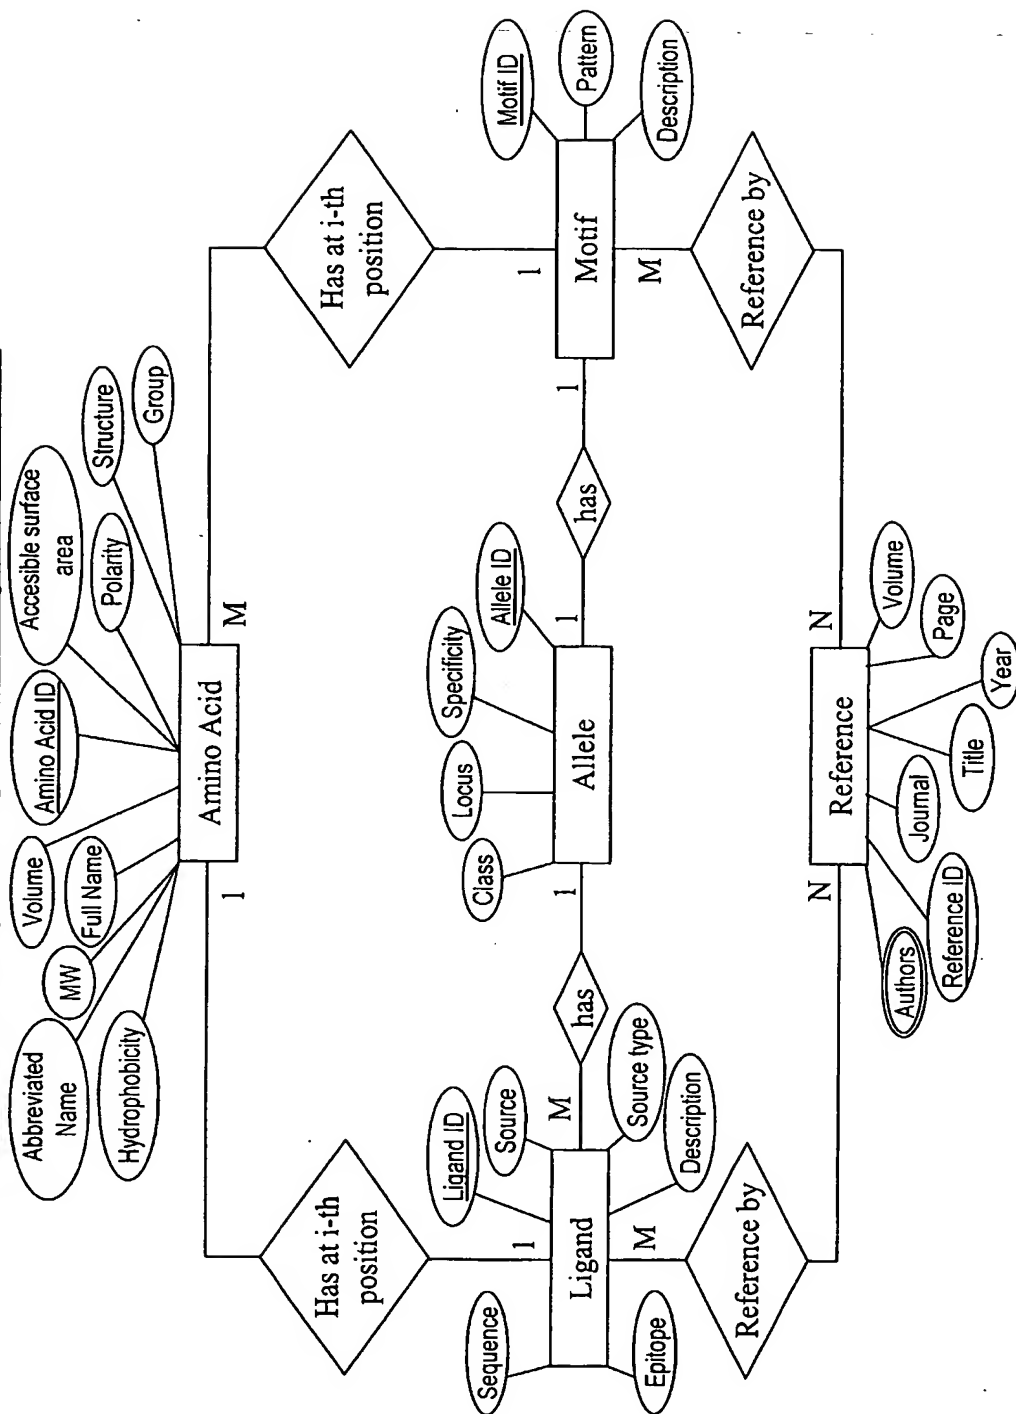 Abbreviated
Name
Hydrophobicity
MW
Volume
Full Name
Amino Acid ID
Accesible surface
area
Polarity
Structure
Group
Amino Acid
1
M
Has at i-th
position
Has at i-th
position
Sequence
Ligand ID
Source
Source type
Description
Epitope
1
Ligand
M
M
has
1
Class
Locus
Specificity
Allele ID
Allele
1
has
1
1
Motif
M
Motif ID
Pattern
Description
Reference by
Reference by
N
N
Reference
Authors
Reference ID
Journal
Title
Year
Page
Volume